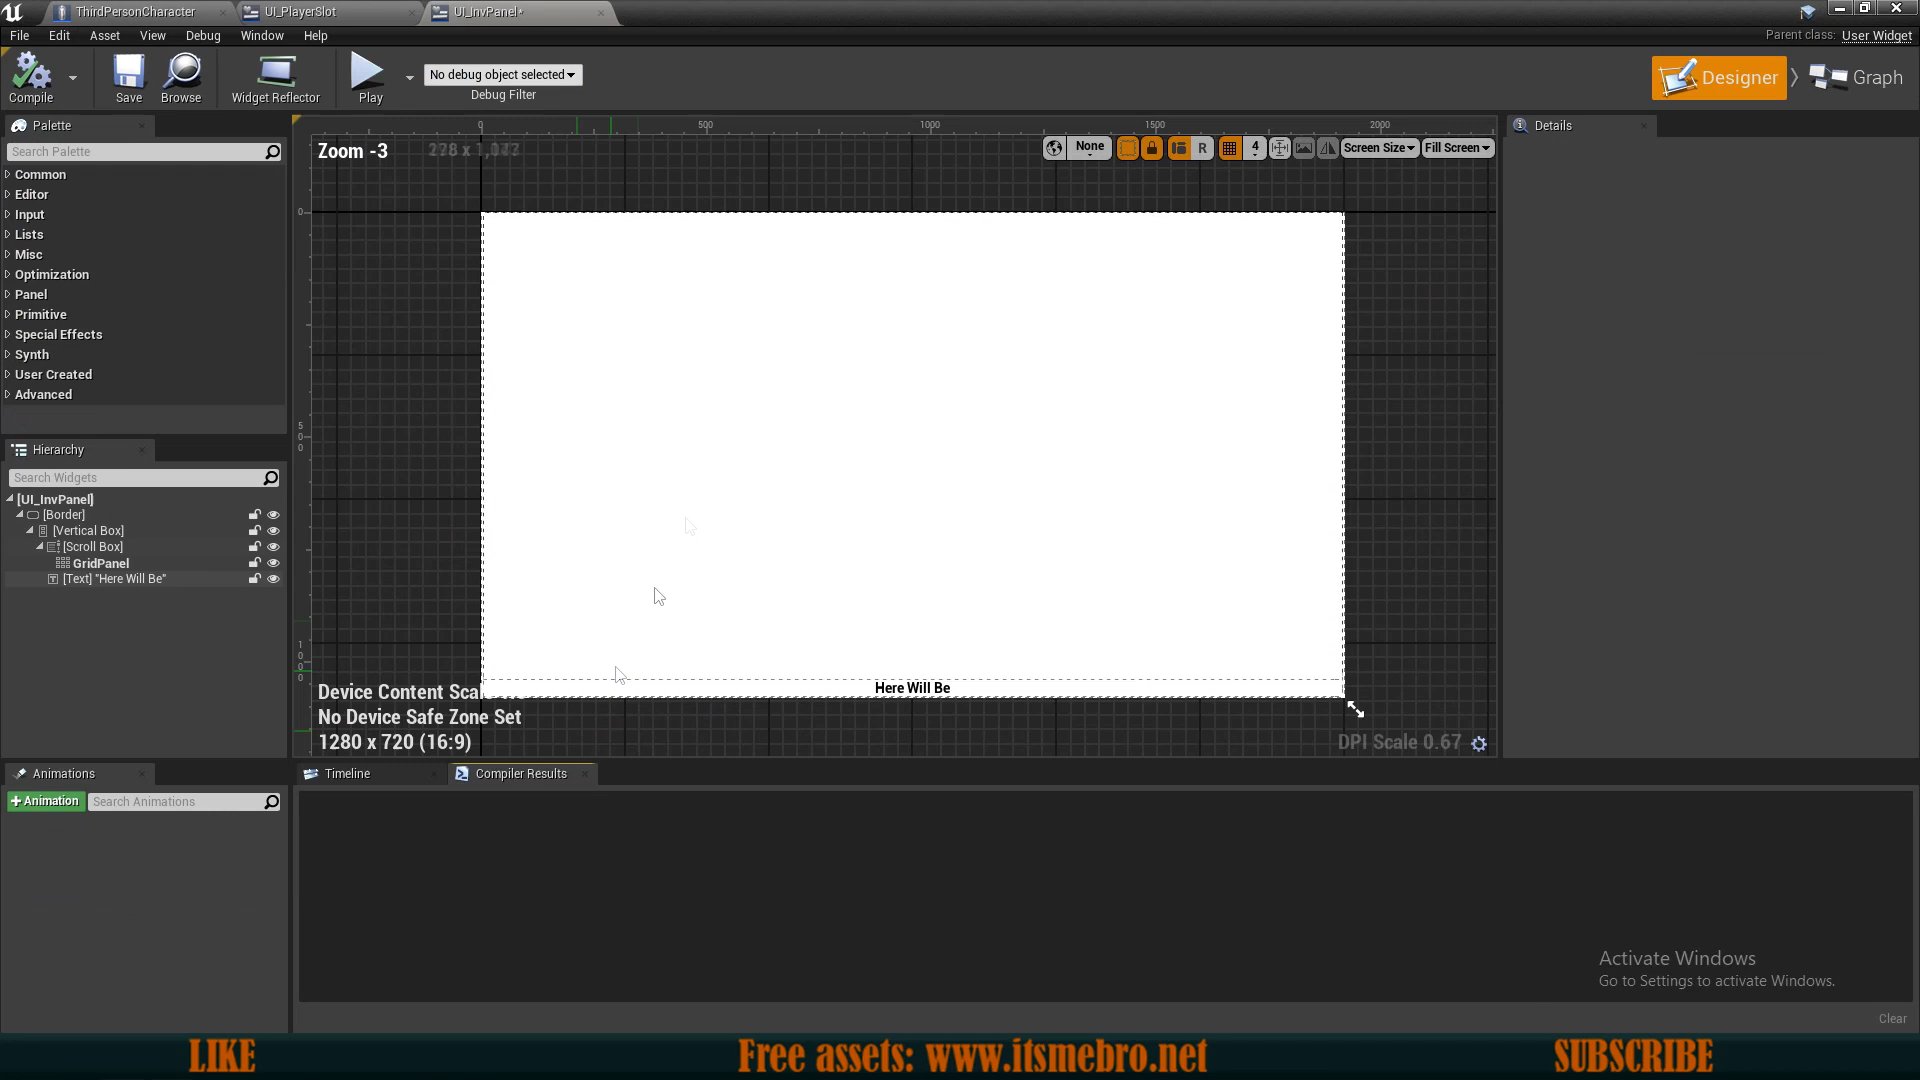 ThirdPersonCharacter
UI_PlayerSlot
UI_InvPanel*
File Edit Asset View Debug Window Help
Parent class: User Widget
Compile
Save
Browse
Widget Reflector
Play
No debug object selected
Debug Filter
Designer
Graph
Palette
Search Palette
Common
Editor
Input
Lists
Misc
Optimization
Panel
Primitive
Special Effects
Synth
User Created
Advanced
Hierarchy
Search Widgets
[UI_InvPanel]
[Border]
[Vertical Box]
[Scroll Box]
GridPanel
[Text] "Here Will Be"
Animations
+Animation
Search Animations
0 500 1000 1500 2000
Zoom -3
None
R
4
Screen Size
Fill Screen
0
500
Here Will Be
Device Content Sca
No Device Safe Zone Set
1280 x 720 (16:9)
DPI Scale 0.67
Details
Timeline
Compiler Results
Activate Windows
Go to Settings to activate Windows.
Clear
LIKE
Free assets: www.itsmebro.net
SUBSCRIBE